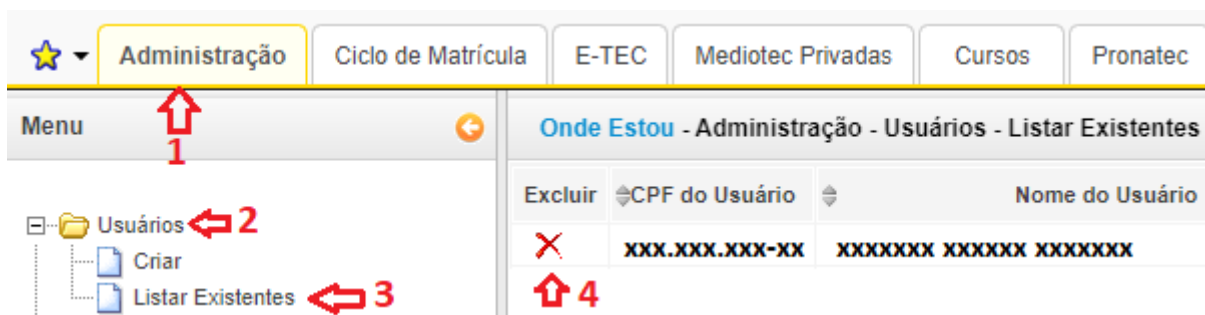 Administração Ciclo de Matrícula E-TEC Mediotec Privadas Cursos Pronatec
1
Menu
Onde Estou - Administração - Usuários - Listar Existentes
Excluir CPF do Usuário Nome do Usuário
Usuários 2
xxx.xxx.xxx-xx xxxxxxx xxxxxx xxxxxxx
Criar
Listar Existentes 3
4